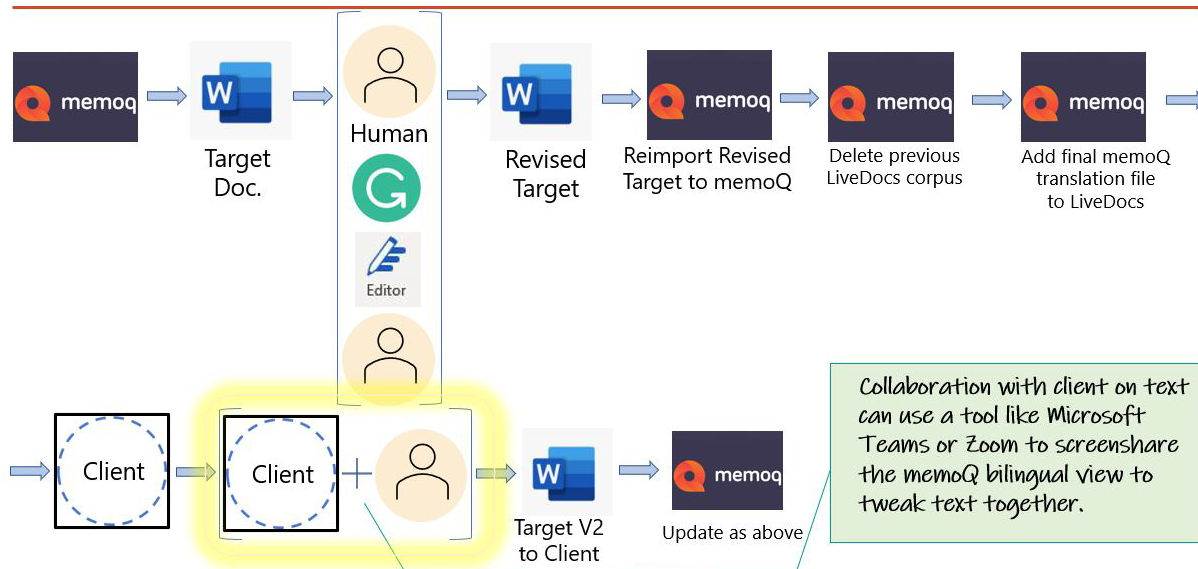 memoq
W
Target
Doc.
Human
G
Editor
W
Revised
Target
memoq
Reimport Revised
Target to memoQ
memoq
Delete previous
LiveDocs corpus
memoq
Add final memoQ
translation file
to LiveDocs
Client
Client
+
W
Target V2
to Client
memoq
Update as above
Collaboration with client on text
can use a tool like Microsoft
Teams or Zoom to screenshare
the memoQ bilingual view to
tweak text together.